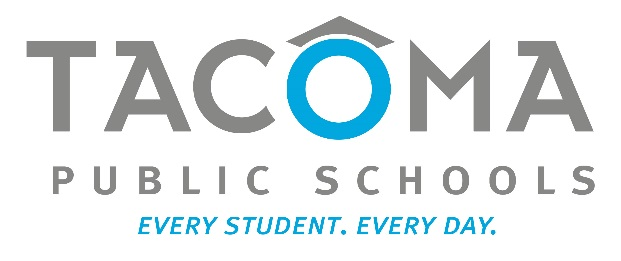 TACOMA
PUBLIC SCHOOLS
EVERY STUDENT. EVERY DAY.